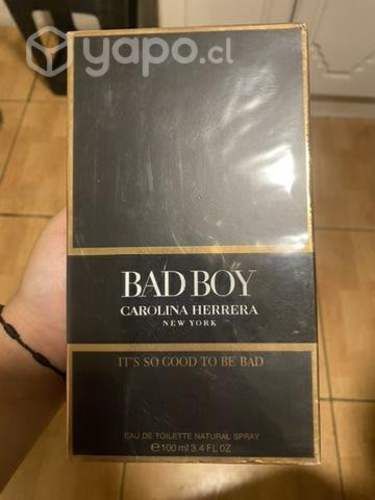 yapo.cl
BAD BOY
CAROLINA HERRERA
NEW YORK
IT'S SO GOOD TO BE BAD
EAU DE TOILETTE NATURAL SPRAY
℮100 ml 3.4 FL.OZ